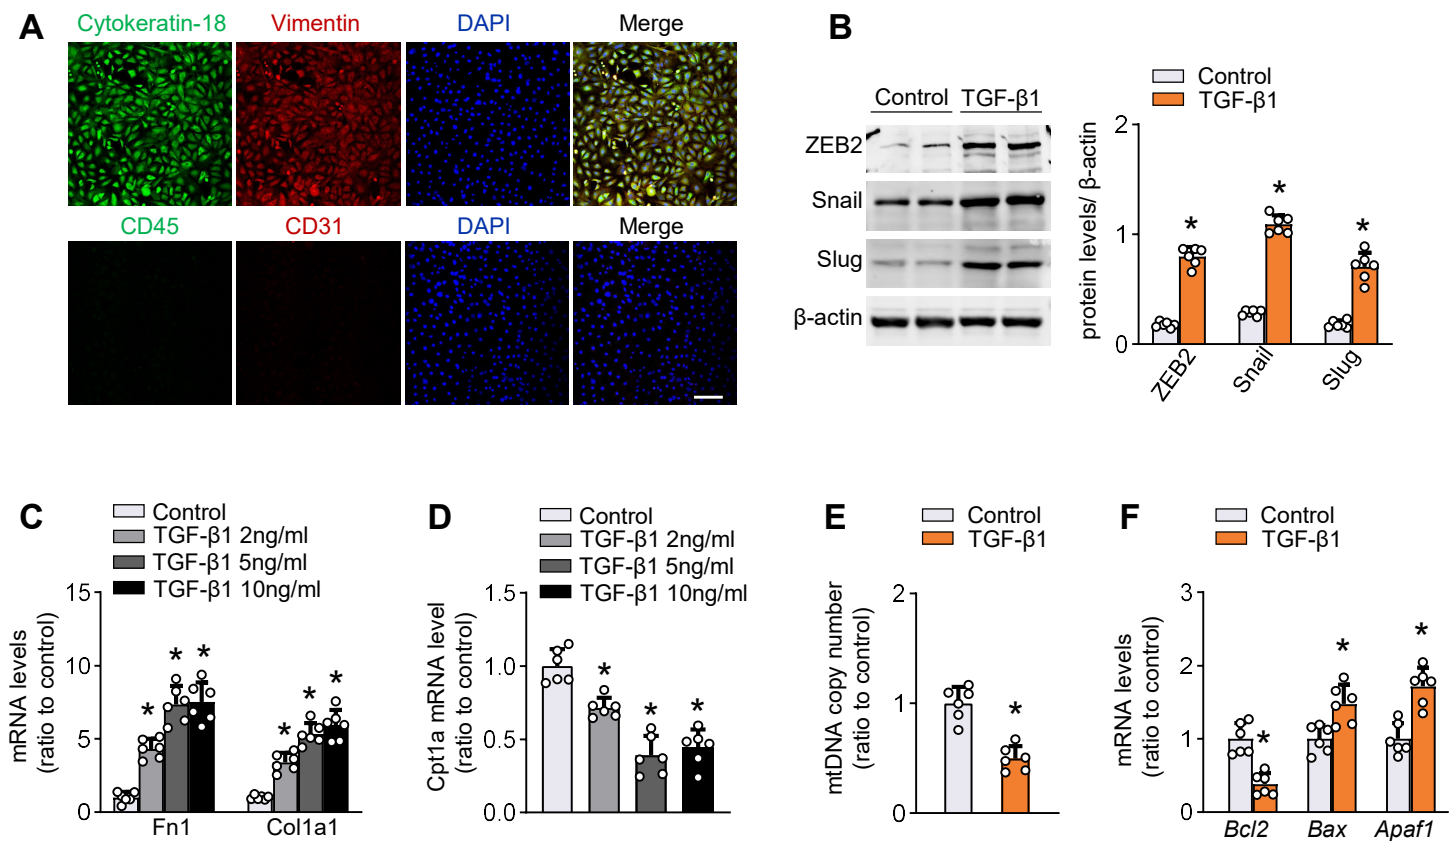 A
Cytokeratin-18 Vimentin DAPI Merge
CD45 CD31 DAPI Merge
B
Control TGF-β1
ZEB2
Snail
Slug
β-actin
Control
TGF-β1
protein levels/ β-actin
2
1
0
*
*
*
ZEB2 Snail Slug
C
Control
TGF-β1 2ng/ml
TGF-β1 5ng/ml
TGF-β1 10ng/ml
mRNA levels
(ratio to control)
15
10
5
0
* * * * * *
Fn1 Col1a1
D
Control
TGF-β1 2ng/ml
TGF-β1 5ng/ml
TGF-β1 10ng/ml
Cpt1a mRNA level
(ratio to control)
1.5
1.0
0.5
0.0
* * *
E
Control
TGF-β1
mtDNA copy number
(ratio to control)
2
1
0
*
F
Control
TGF-β1
mRNA levels
(ratio to control)
3
2
1
0
* * *
Bcl2 Bax Apaf1